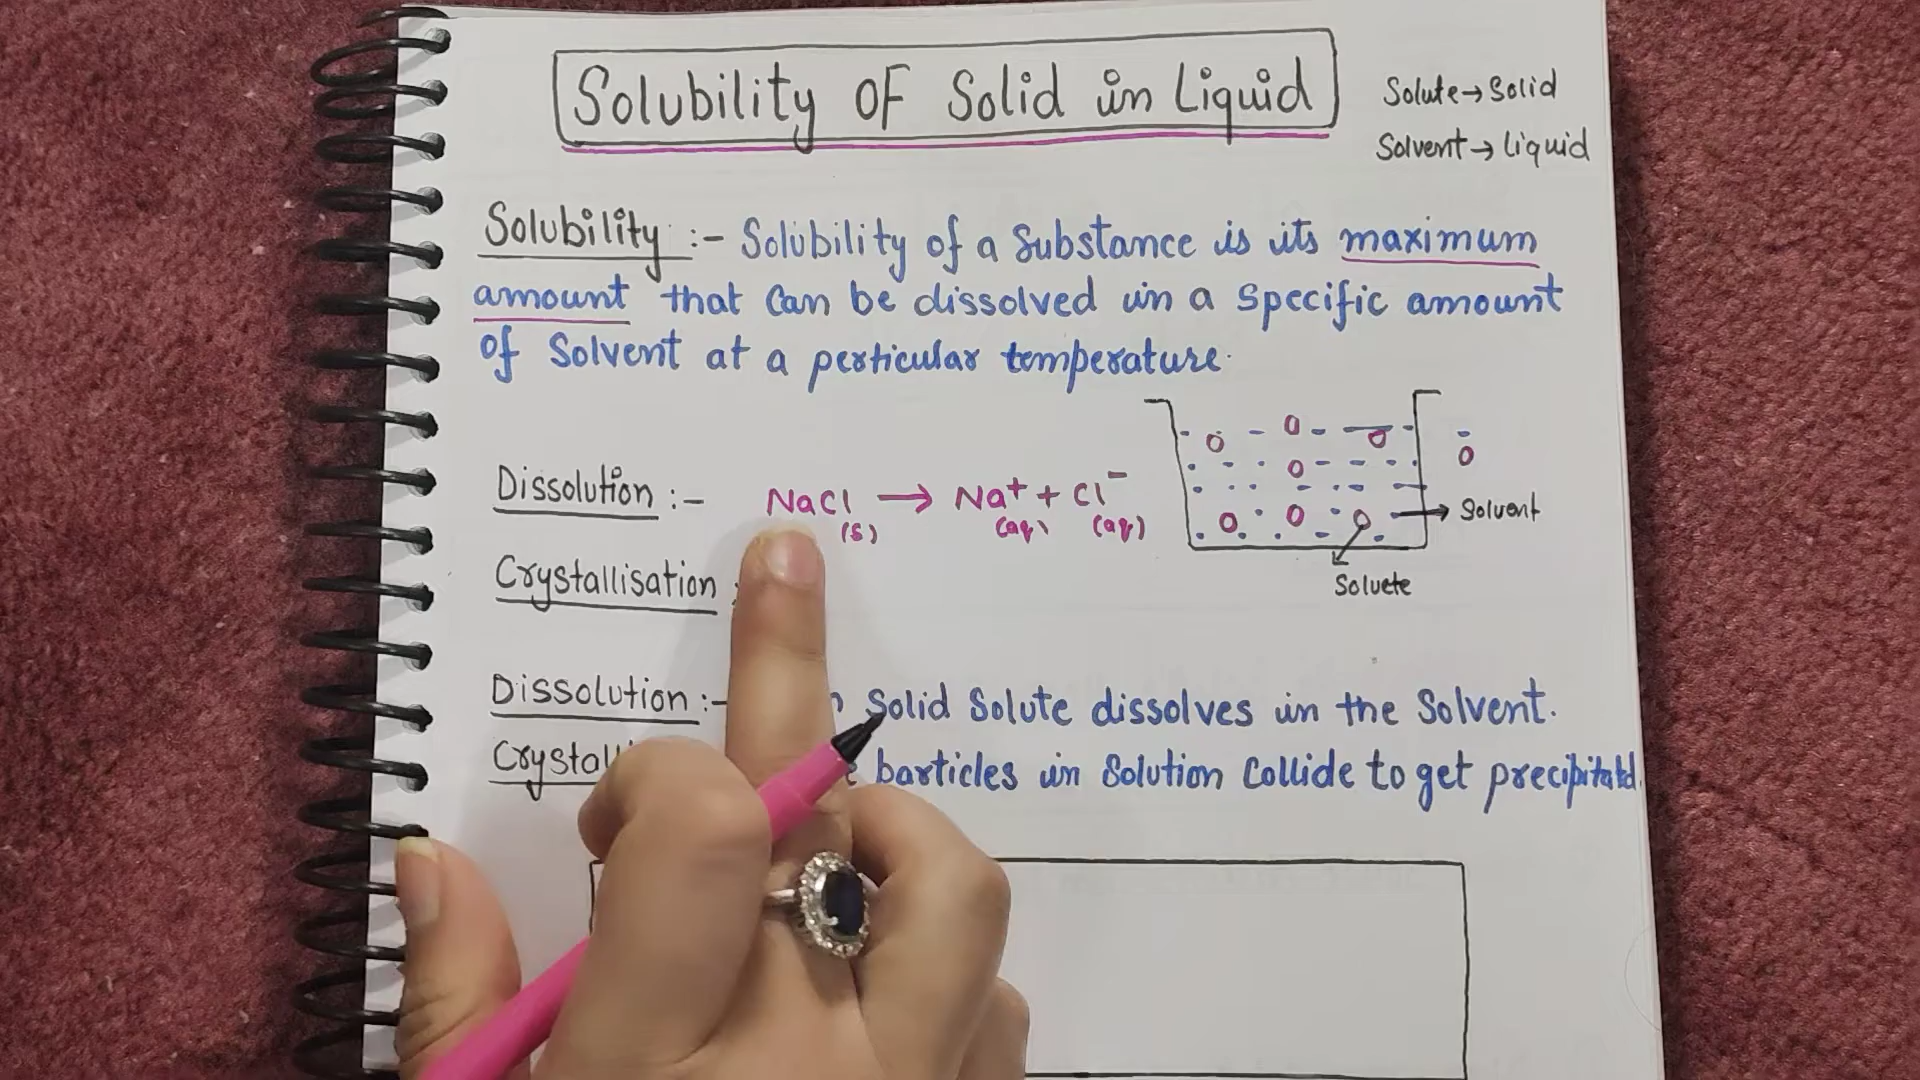 Solubility OF Solid in Liquid
Solute→Solid
Solvent→Liquid
Solubility :- Solubility of a Substance is its maximum
amount that can be dissolved in a specific amount
of Solvent at a perticular temperature.
Dissolution :- NaCl → Na⁺ + Cl⁻
(s) (aq) (aq)
Solvent
Soluete
Crystallisation :
Dissolution :- Solid Solute dissolves in the Solvent.
particles in Solution Collide to get precipitatd.